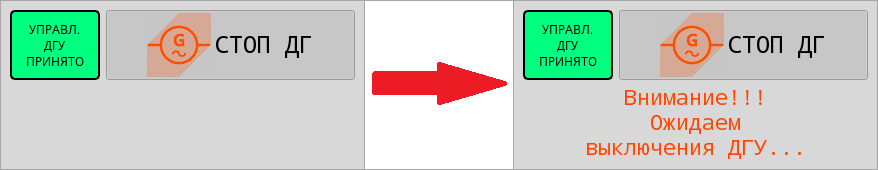 УПРАВЛ.
ДГУ
ПРИНЯТО
G
СТОП ДГ
УПРАВЛ.
ДГУ
ПРИНЯТО
G
СТОП ДГ
Внимание!!!
Ожидаем
выключения ДГУ...